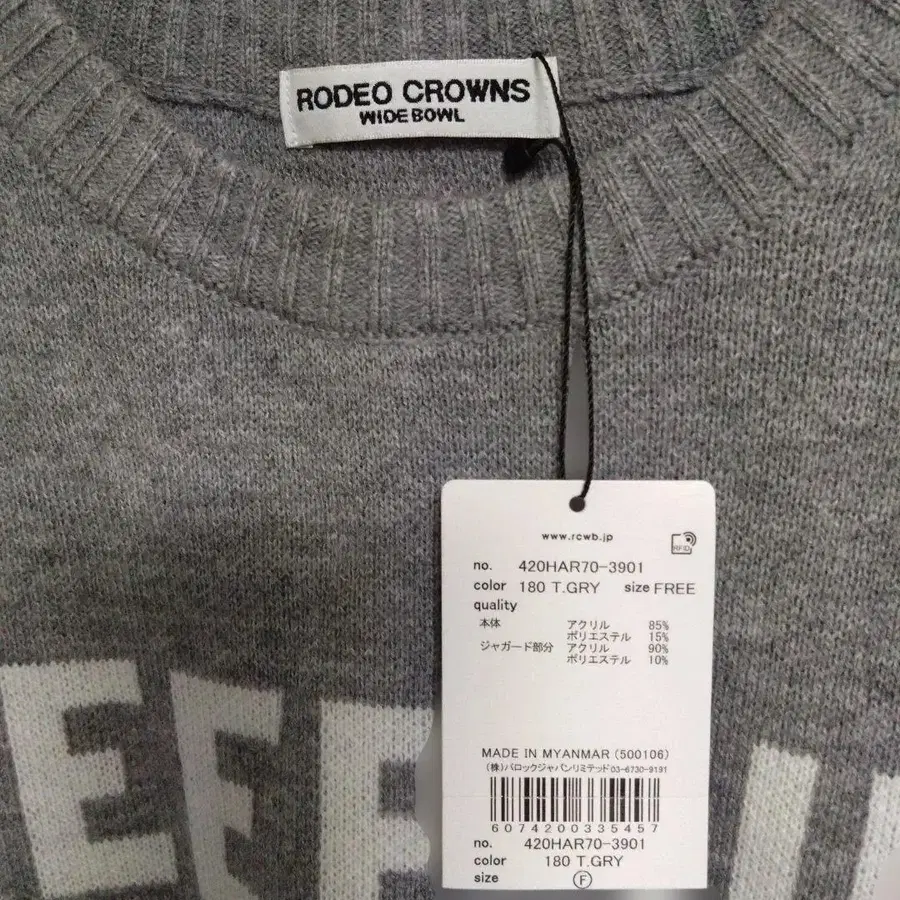 RODEO CROWNS
WIDE BOWL
www.rcwb.jp
RFID
no. 420HAR70-3901
color 180 T.GRY size FREE
quality
本体 アクリル 85%
ポリエステル 15%
ジャガード部分 アクリル 90%
ポリエステル 10%
MADE IN MYANMAR (500106)
(株)バロックジャパンリミテッド03-6730-9191
6074200335457
no. 420HAR70-3901
color 180 T.GRY
size F